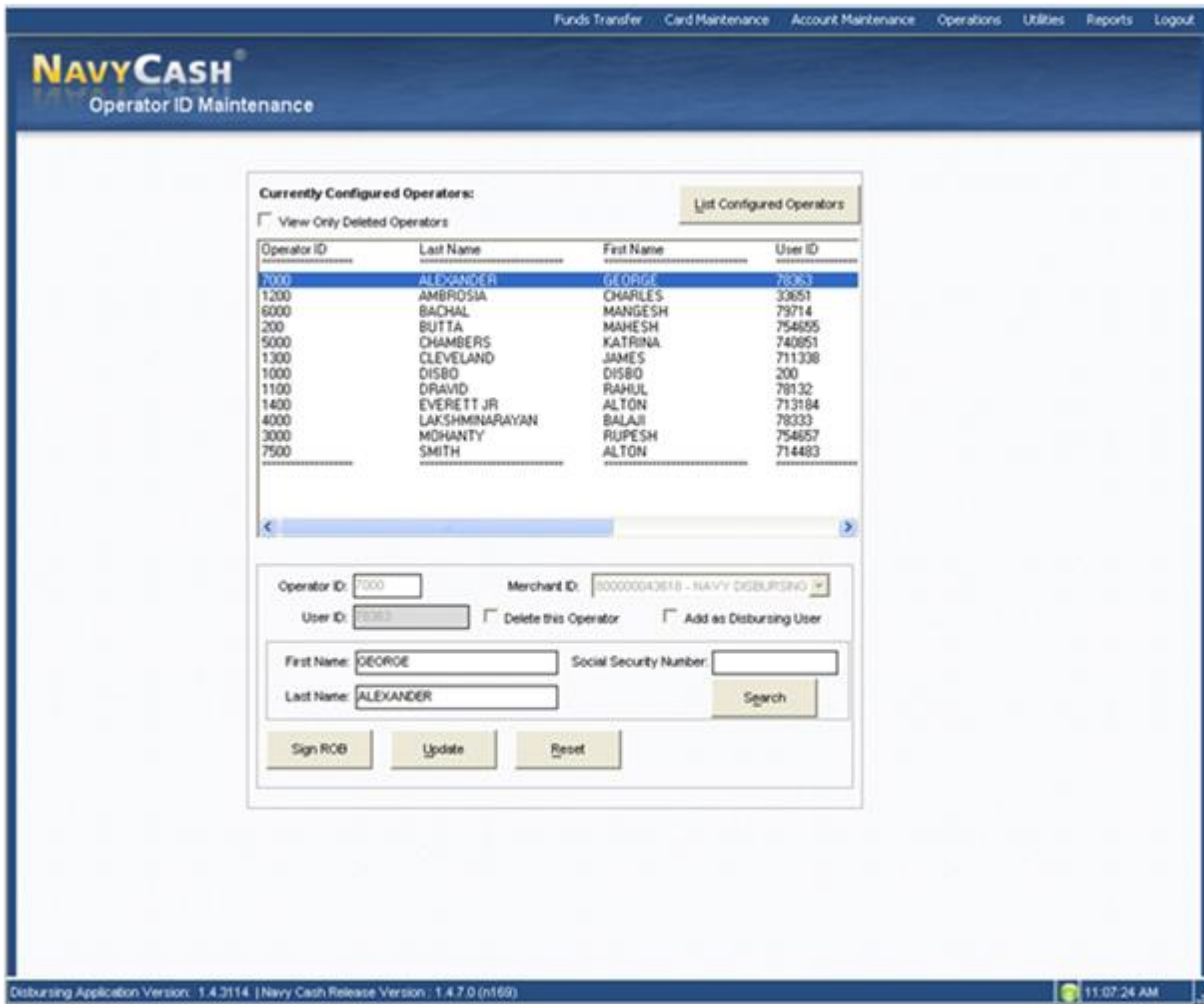 Funds Transfer Card Maintenance Account Maintenance Operations Utilities Reports Logout
NAVYCASH®
Operator ID Maintenance
Currently Configured Operators:
List Configured Operators
View Only Deleted Operators
Operator ID Last Name First Name User ID
7000 ALEXANDER GEORGE 78363
1200 AMBROSIA CHARLES 33651
6000 BACHAL MANGESH 79714
200 BUTTA MAHESH 754655
5000 CHAMBERS KATRINA 740851
1300 CLEVELAND JAMES 711338
1000 DISBO DISBO 200
1100 DRAVID RAHUL 78132
1400 EVERETT JR ALTON 713184
4000 LAKSHMINARAYAN BALAJI 78333
3000 MOHANTY RUPESH 754657
7500 SMITH ALTON 714483
Operator ID: 7000 Merchant ID: 800000043618 - NAVY DISBURSING
User ID: 78363 Delete this Operator Add as Disbursing User
First Name: GEORGE Social Security Number:
Last Name: ALEXANDER Search
Sign ROB Update Reset
Disbursing Application Version: 1.4.3114 | Navy Cash Release Version : 1.4.7.0 (n169) 11:07:24 AM